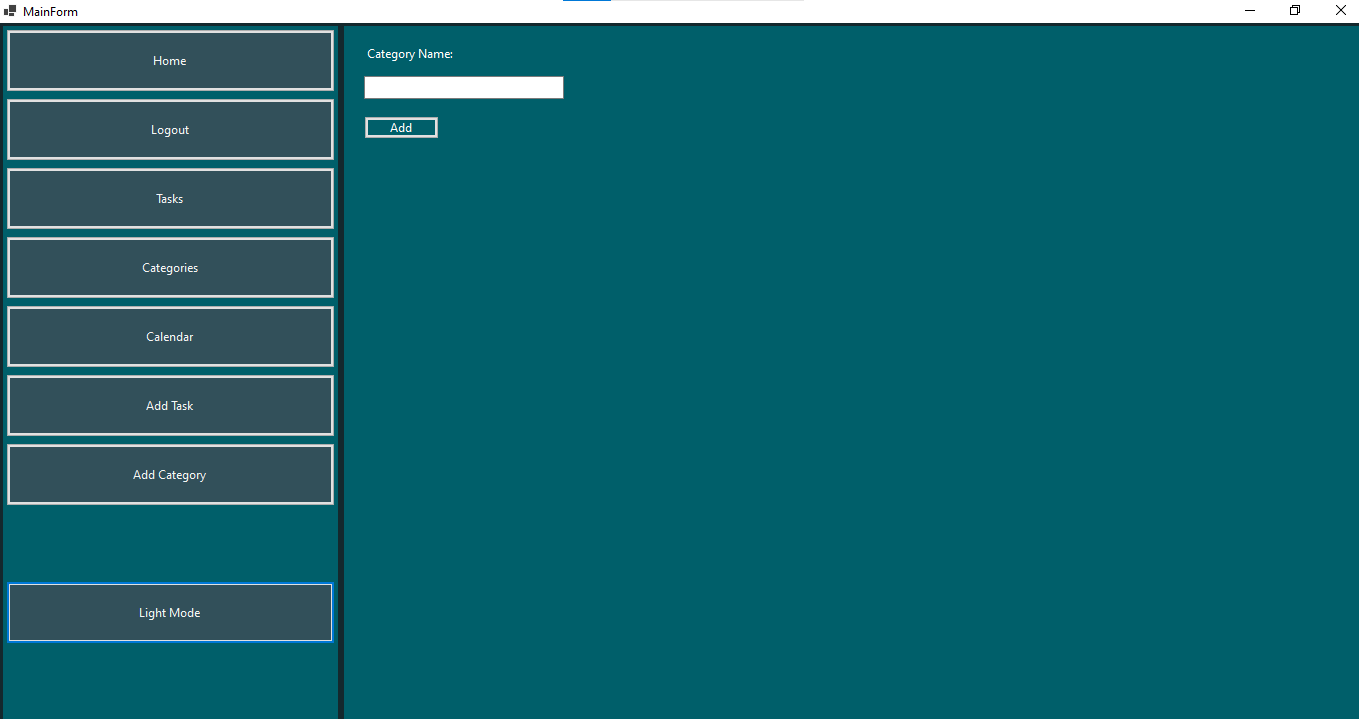 MainForm
Home
Logout
Tasks
Categories
Calendar
Add Task
Add Category
Light Mode
Category Name:
Add